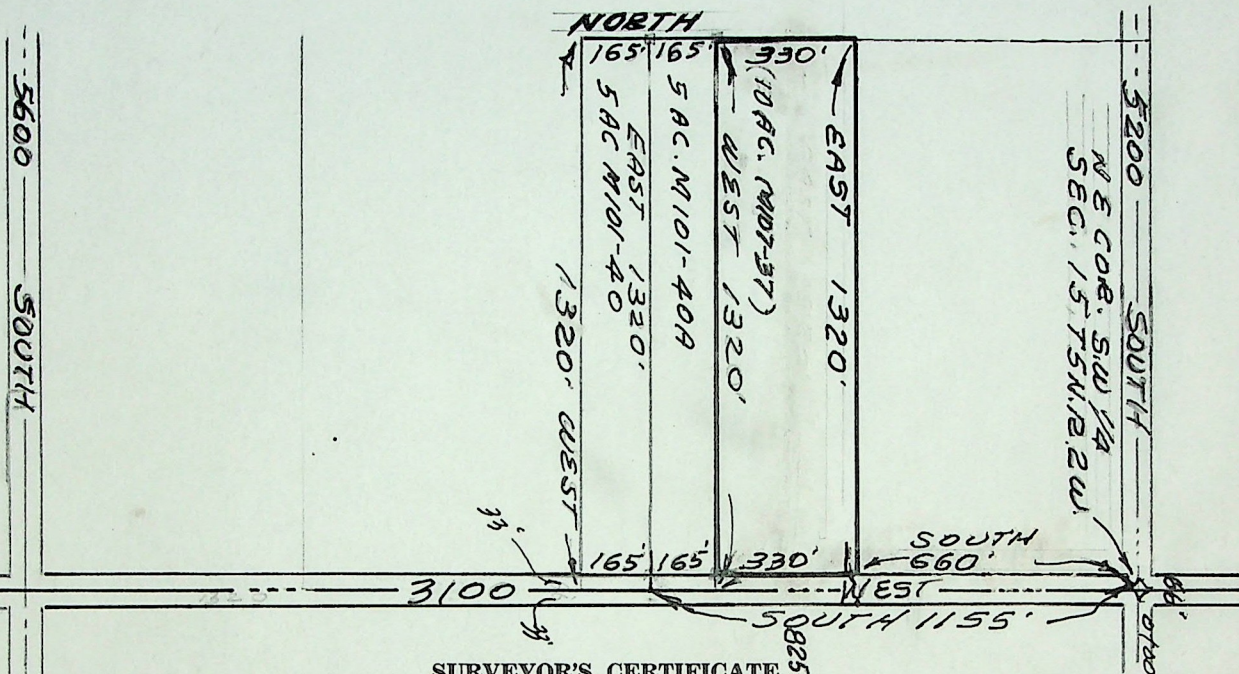 NORTH
165' 165' 330'
5600 SOUTH
1320' WEST
5 AC M101-40
EAST 1320'
5 AC. M101-40A
WEST 1320'
(10 AC. M107-37)
EAST 1320'
5200 SOUTH
N E COR. S.W 1/4
SEC. 15, T5N, R. 2 W.
33'
165' 165' 330'
SOUTH
660'
3100 WEST
33'
SOUTH 1155'
66'
825
SURVEYOR'S CERTIFICATE